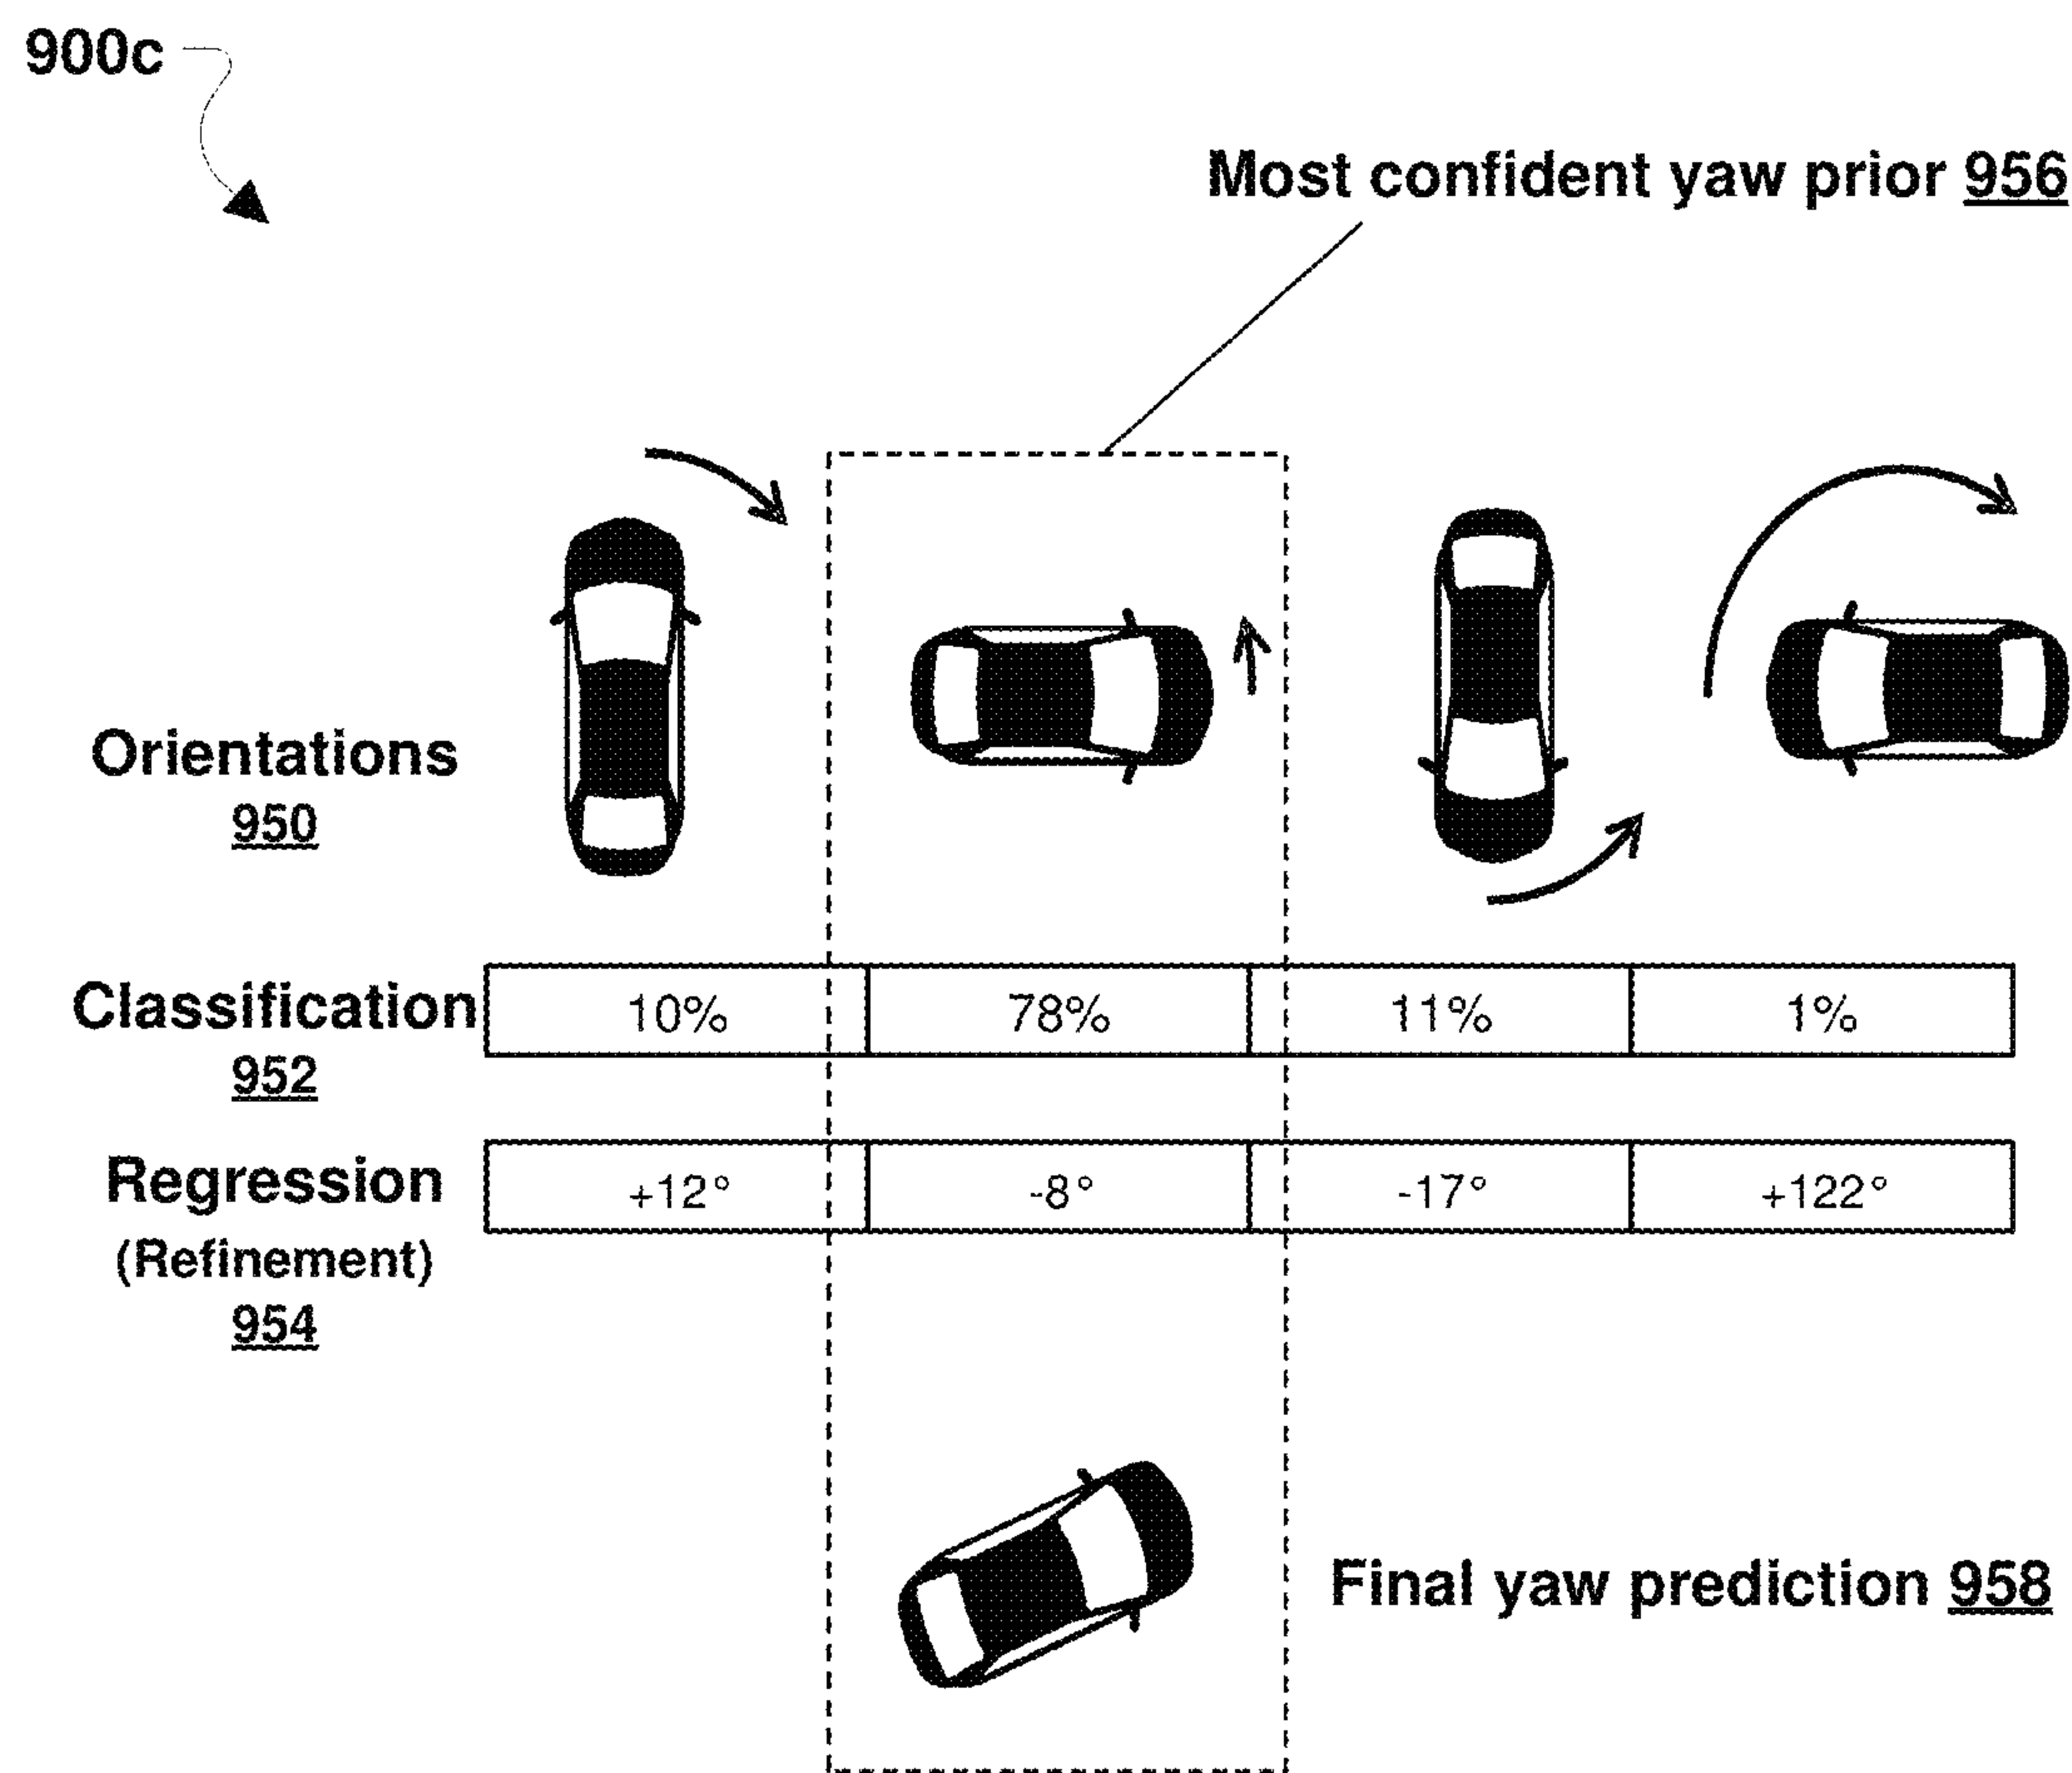 900c
Most confident yaw prior 956
Orientations
950
Classification 10% 78% 11% 1%
952
Regression +12° -8° -17° +122°
(Refinement)
954
Final yaw prediction 958